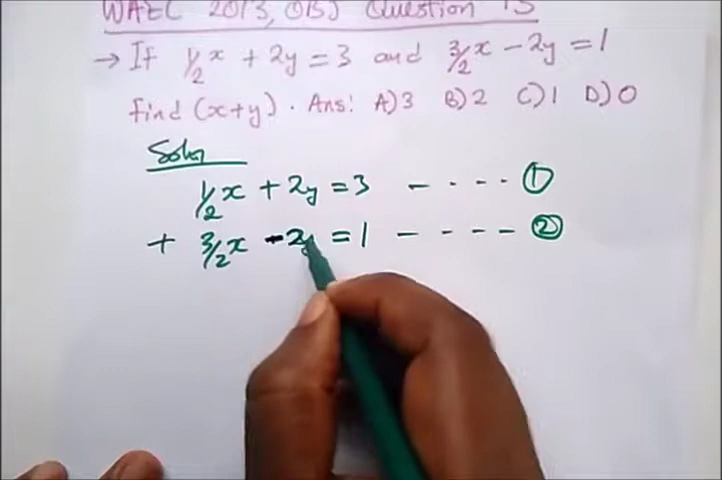 WAEC 2013, OBJ Question 13
→ If 1/2x + 2y = 3 and 3/2x - 2y = 1
find (x+y). Ans: A) 3 B) 2 C) 1 D) 0
Soln
1/2x + 2y = 3 - - - - ①
+ 3/2x - 2y = 1 - - - - ②